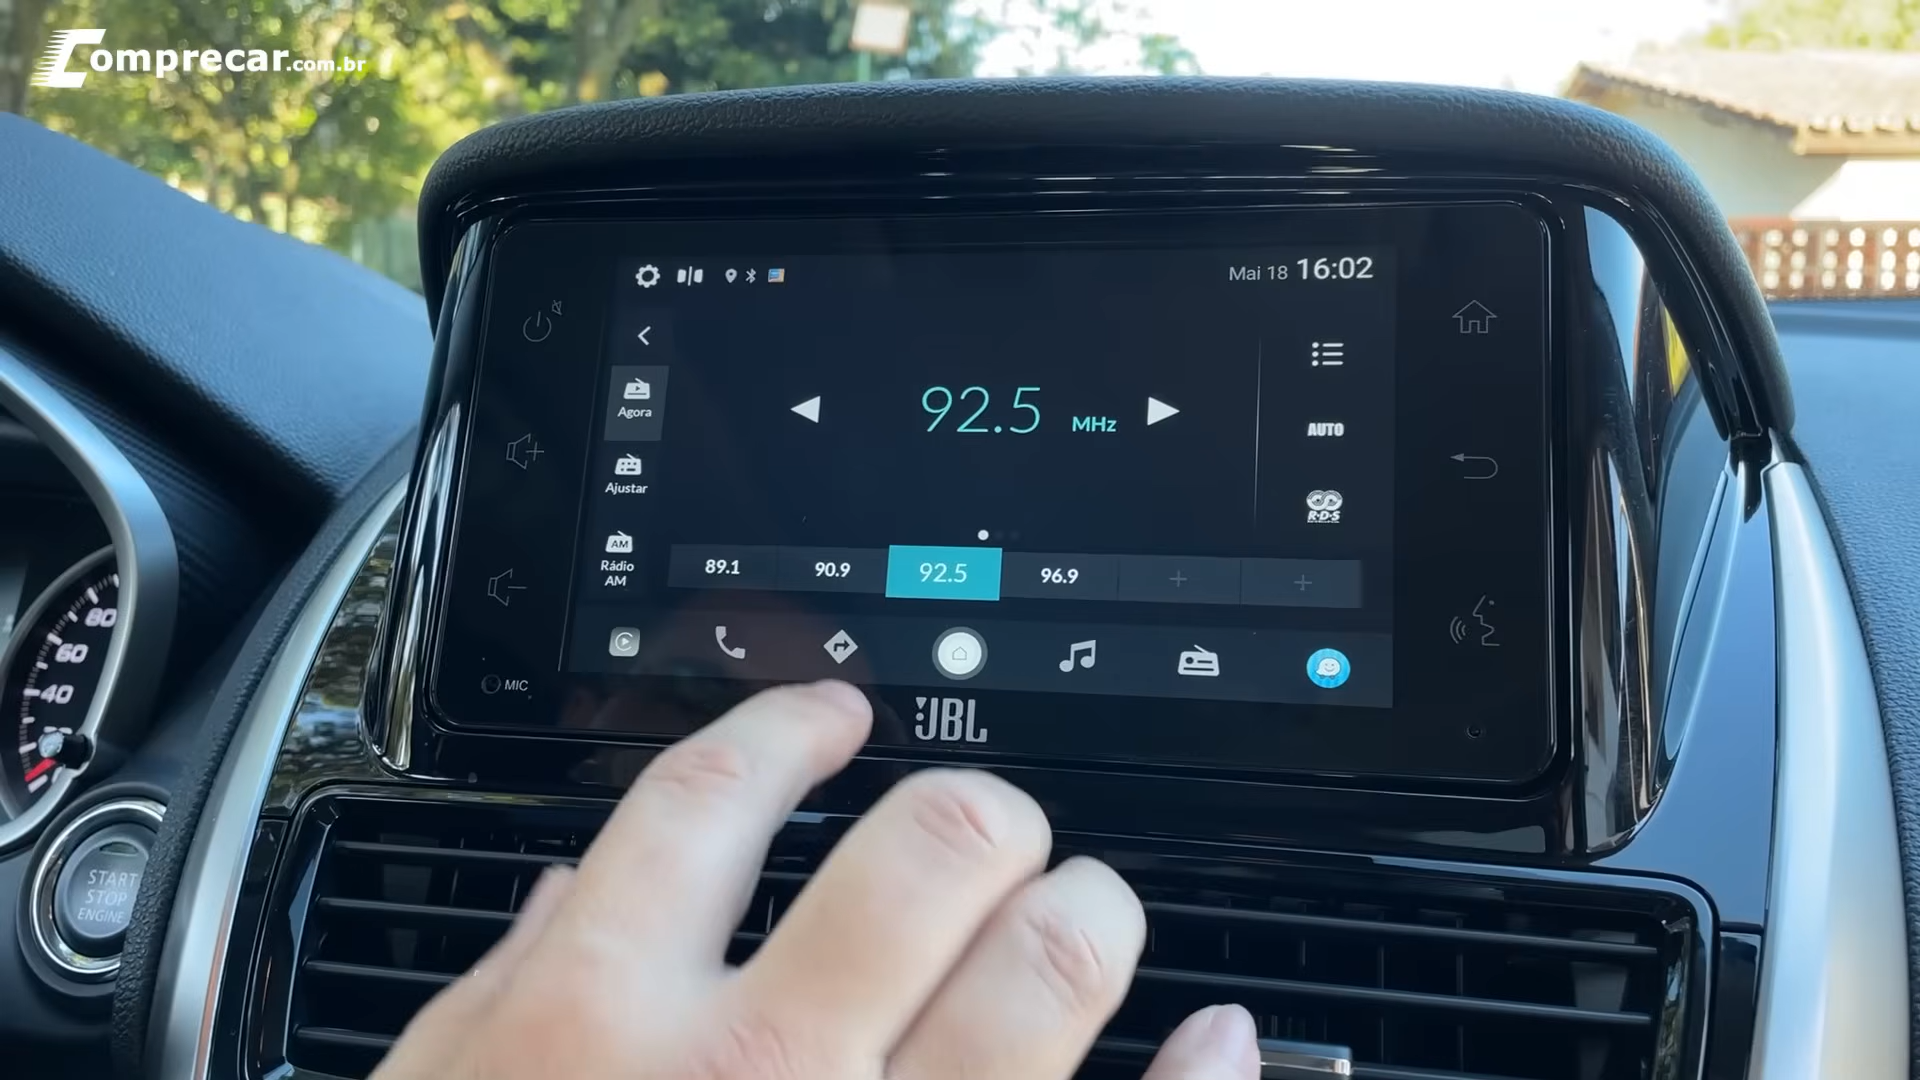 Comprecar.com.br
Mai 18 16:02
Agora
92.5 MHz
AUTO
Ajustar
R·D·S
AM
Rádio
AM
89.1 90.9 92.5 96.9 + +
MIC
JBL
80
60
40
START
STOP
ENGINE